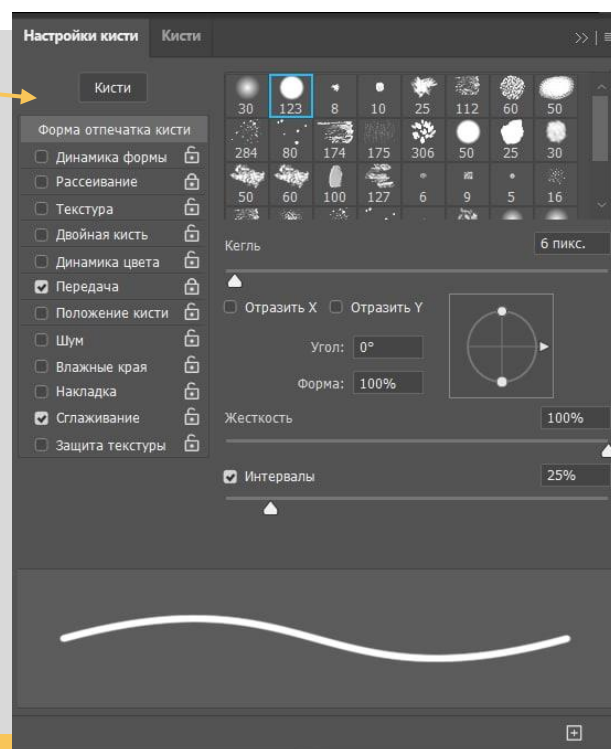 Настройки кисти Кисти
Кисти
30 123 8 10 25 112 60 50
284 80 174 175 306 50 25 30
50 60 100 127 6 9 5 16
Форма отпечатка кисти
Динамика формы
Рассеивание
Текстура
Двойная кисть
Динамика цвета
Передача
Положение кисти
Шум
Влажные края
Накладка
Сглаживание
Защита текстуры
Кегль 6 пикс.
Отразить X Отразить Y
Угол: 0°
Форма: 100%
Жесткость 100%
Интервалы 25%